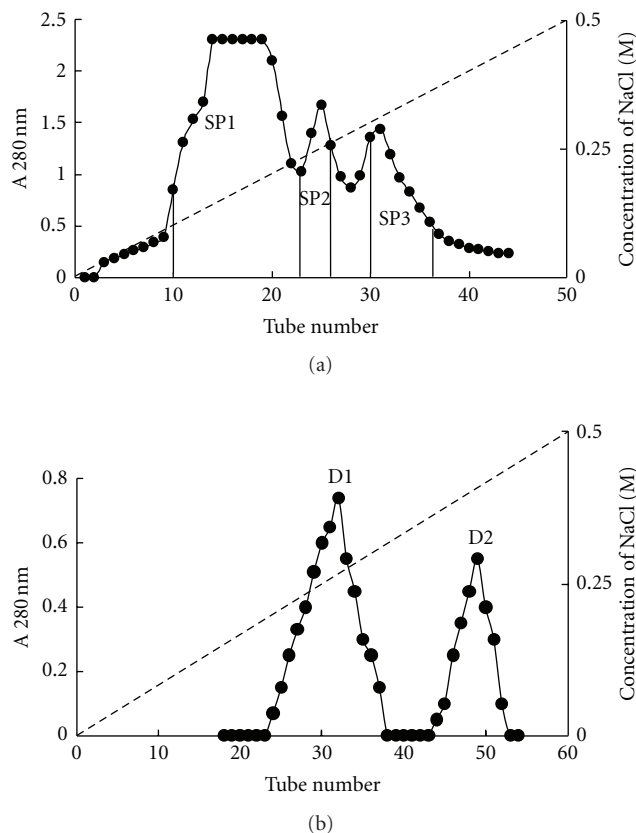 2.5
2
1.5
1
0.5
0
A 280 nm
0.5
0.25
0
Concentration of NaCl (M)
SP1
SP2
SP3
0 10 20 30 40 50
Tube number
(a)
0.8
0.6
0.4
0.2
0
A 280 nm
0.5
0.25
0
Concentration of NaCl (M)
D1
D2
0 10 20 30 40 50 60
Tube number
(b)